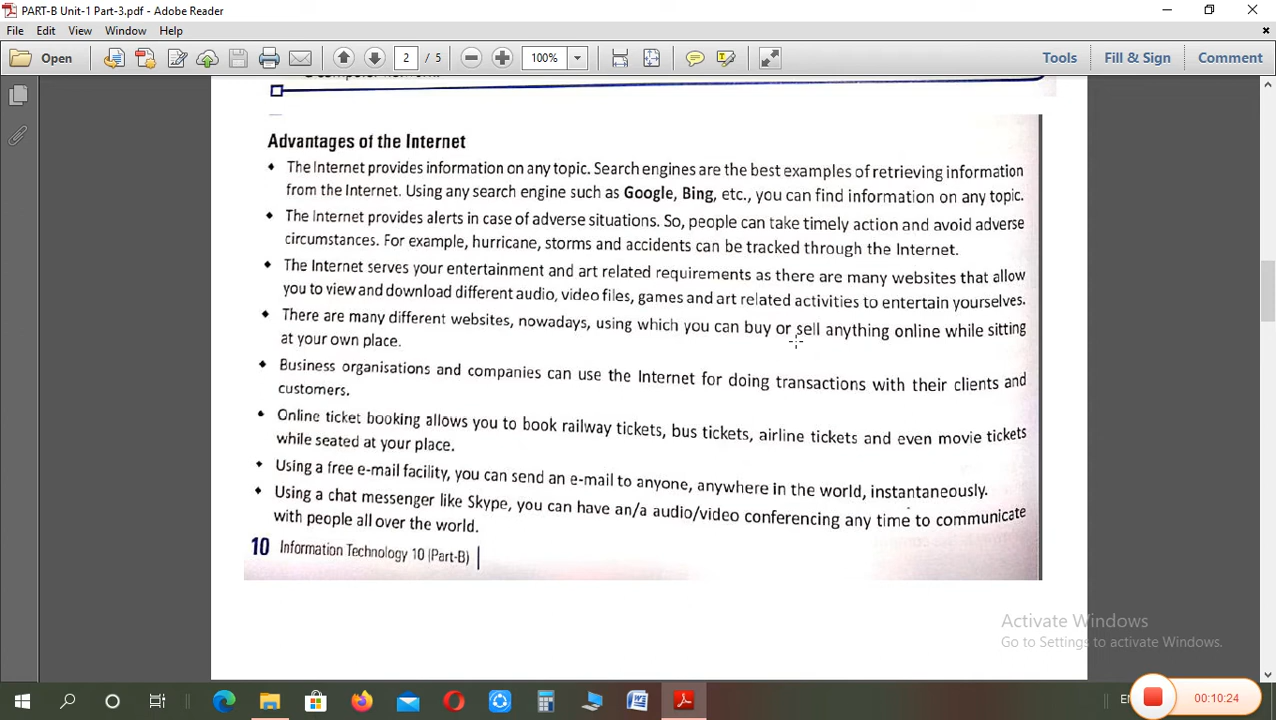 PART-B Unit-1 Part-3.pdf - Adobe Reader
File Edit View Window Help
Open 2 / 5 100% Tools Fill & Sign Comment
Advantages of the Internet
The Internet provides information on any topic. Search engines are the best examples of retrieving information
from the Internet. Using any search engine such as Google, Bing, etc., you can find information on any topic.
The Internet provides alerts in case of adverse situations. So, people can take timely action and avoid adverse
circumstances. For example, hurricane, storms and accidents can be tracked through the Internet.
The Internet serves your entertainment and art related requirements as there are many websites that allow
you to view and download different audio, video files, games and art related activities to entertain yourselves.
There are many different websites, nowadays, using which you can buy or sell anything online while sitting
at your own place.
Business organisations and companies can use the Internet for doing transactions with their clients and
customers.
Online ticket booking allows you to book railway tickets, bus tickets, airline tickets and even movie tickets
while seated at your place.
Using a free e-mail facility, you can send an e-mail to anyone, anywhere in the world, instantaneously.
Using a chat messenger like Skype, you can have an/a audio/video conferencing any time to communicate
with people all over the world.
10 Information Technology 10 (Part-B)
Activate Windows
Go to Settings to activate Windows.
00:10:24